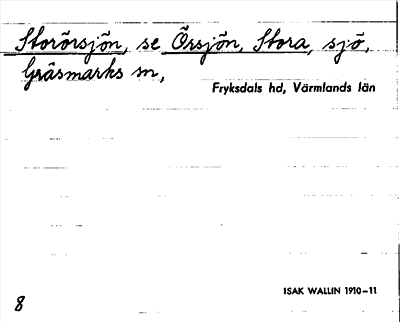 Storörsjön, se Örsjön, Stora, sjö,
Gräsmarks sn,
Fryksdals hd, Värmlands län
ISAK WALLIN 1910–11
8